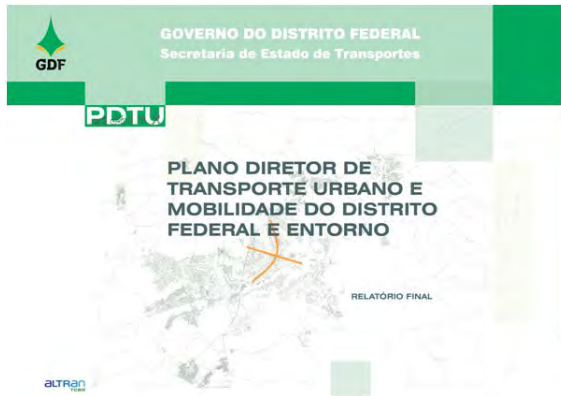 GOVERNO DO DISTRITO FEDERAL
Secretaria de Estado de Transportes
GDF
PDTU
PLANO DIRETOR DE
TRANSPORTE URBANO E
MOBILIDADE DO DISTRITO
FEDERAL E ENTORNO
RELATÓRIO FINAL
ALTRAN
TCBR